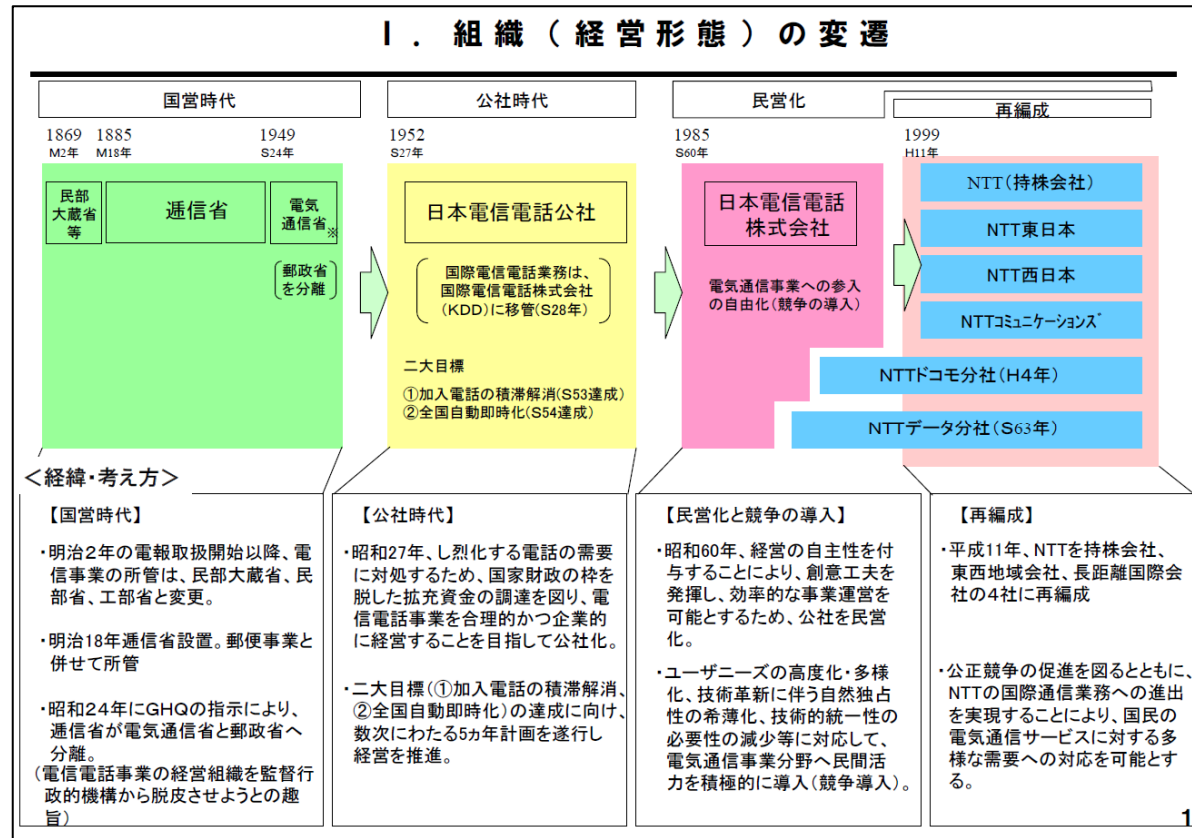 Ⅰ．組織（経営形態）の変遷
国営時代
公社時代
民営化
再編成
1869
M2年
1885
M18年
1949
S24年
1952
S27年
1985
S60年
1999
H11年
民部
大蔵省
等
逓信省
電気
通信省※
郵政省
を分離
日本電信電話公社
国際電信電話業務は、
国際電信電話株式会社
(KDD)に移管(S28年)
二大目標
①加入電話の積滞解消(S53達成)
②全国自動即時化(S54達成)
日本電信電話
株式会社
電気通信事業への参入
の自由化(競争の導入)
NTT(持株会社)
NTT東日本
NTT西日本
NTTｺﾐｭﾆｹｰｼｮﾝｽﾞ
NTTドコモ分社(H4年)
NTTデータ分社(S63年)
＜経緯・考え方＞
【国営時代】
・明治２年の電報取扱開始以降、電
信事業の所管は、民部大蔵省、民
部省、工部省と変更。
・明治18年逓信省設置。郵便事業と
併せて所管
・昭和２４年にGHQの指示により、
逓信省が電気通信省と郵政省へ
分離。
(電信電話事業の経営組織を監督行
政的機構から脱皮させようとの趣
旨)
【公社時代】
・昭和27年、し烈化する電話の需要
に対処するため、国家財政の枠を
脱した拡充資金の調達を図り、電
信電話事業を合理的かつ企業的
に経営することを目指して公社化。
・二大目標(①加入電話の積滞解消、
②全国自動即時化)の達成に向け、
数次にわたる5ヵ年計画を遂行し
経営を推進。
【民営化と競争の導入】
・昭和60年、経営の自主性を付
与することにより、創意工夫を
発揮し、効率的な事業運営を
可能とするため、公社を民営
化。
・ユーザニーズの高度化・多様
化、技術革新に伴う自然独占
性の希薄化、技術的統一性の
必要性の減少等に対応して、
電気通信事業分野へ民間活
力を積極的に導入(競争導入)。
【再編成】
・平成11年、NTTを持株会社、
東西地域会社、長距離国際会
社の４社に再編成
・公正競争の促進を図るとともに、
NTTの国際通信業務への進出
を実現することにより、国民の
電気通信サービスに対する多
様な需要への対応を可能とす
る。
1